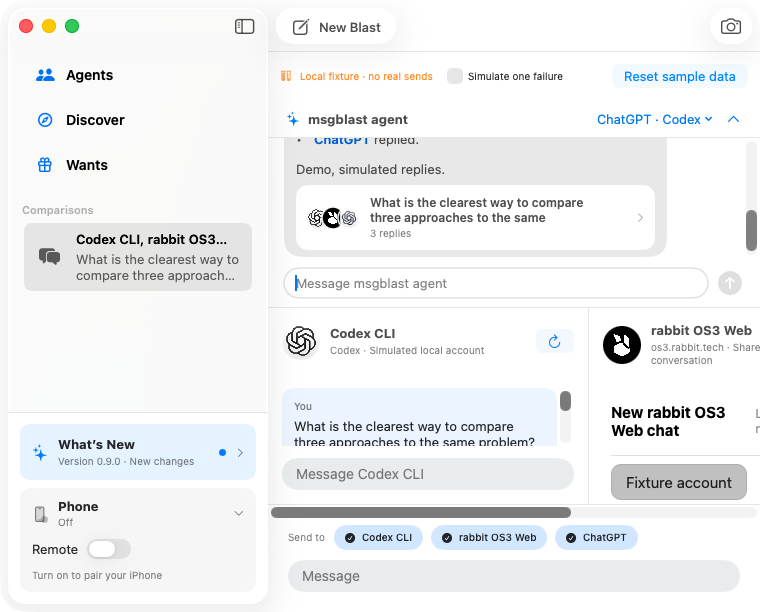 New Blast
Agents
Discover
Wants
Comparisons
Codex CLI, rabbit OS3...
What is the clearest way to
compare three approach...
What's New
Version 0.9.0 · New changes
Phone
Off
Remote
Turn on to pair your iPhone
Local fixture · no real sends
Simulate one failure
Reset sample data
msgblast agent
ChatGPT · Codex
• ChatGPT replied.
Demo, simulated replies.
What is the clearest way to compare
three approaches to the same
3 replies
Message msgblast agent
Codex CLI
Codex · Simulated local account
You
What is the clearest way to compare
three approaches to the same problem?
Message Codex CLI
rabbit OS3 Web
os3.rabbit.tech · Share
conversation
New rabbit OS3
Web chat
Fixture account
Send to
Codex CLI
rabbit OS3 Web
ChatGPT
Message